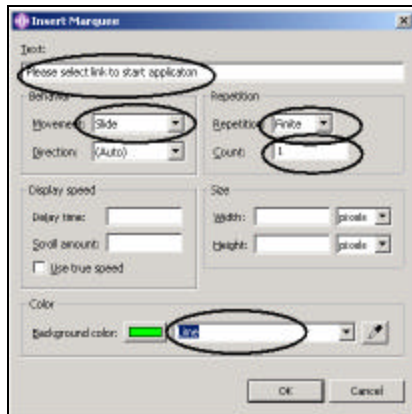 Insert Marquee
Text:
Please select link to start applicaton
Behavior
Repetition
Movement: Slide
Repetition: Finite
Direction: (Auto)
Count: 1
Display speed
Size
Delay time:
Width: pixels
Scroll amount:
Height: pixels
Use true speed
Color
Background color: Lime
OK Cancel